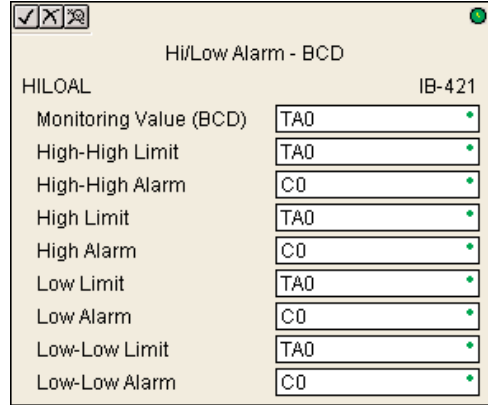 Hi/Low Alarm - BCD
HILOAL IB-421
Monitoring Value (BCD) TA0
High-High Limit TA0
High-High Alarm C0
High Limit TA0
High Alarm C0
Low Limit TA0
Low Alarm C0
Low-Low Limit TA0
Low-Low Alarm C0